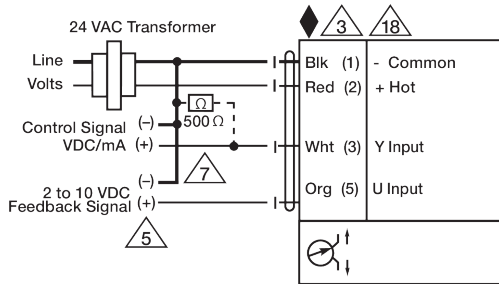 24 VAC Transformer
3 18
Line
Blk (1) - Common
Volts
Red (2) + Hot
Ω
Control Signal (-)
500 Ω
VDC/mA (+)
Wht (3) Y Input
7
(-)
2 to 10 VDC
Org (5) U Input
Feedback Signal (+)
5